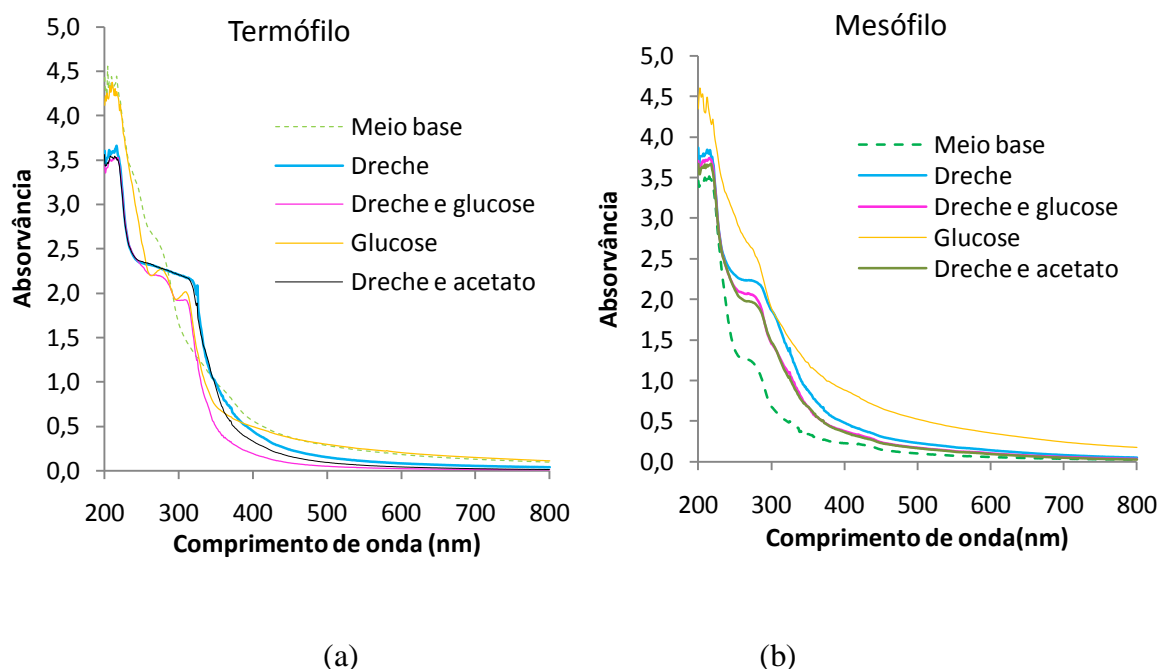 Termófilo
5,0
4,5
4,0
3,5
3,0
2,5
2,0
1,5
1,0
0,5
0,0
Absorvância
Meio base
Dreche
Dreche e glucose
Glucose
Dreche e acetato
200 300 400 500 600 700 800
Comprimento de onda (nm)
(a)
Mesófilo
5,0
4,5
4,0
3,5
3,0
2,5
2,0
1,5
1,0
0,5
0,0
Absorvância
Meio base
Dreche
Dreche e glucose
Glucose
Dreche e acetato
200 300 400 500 600 700 800
Comprimento de onda(nm)
(b)